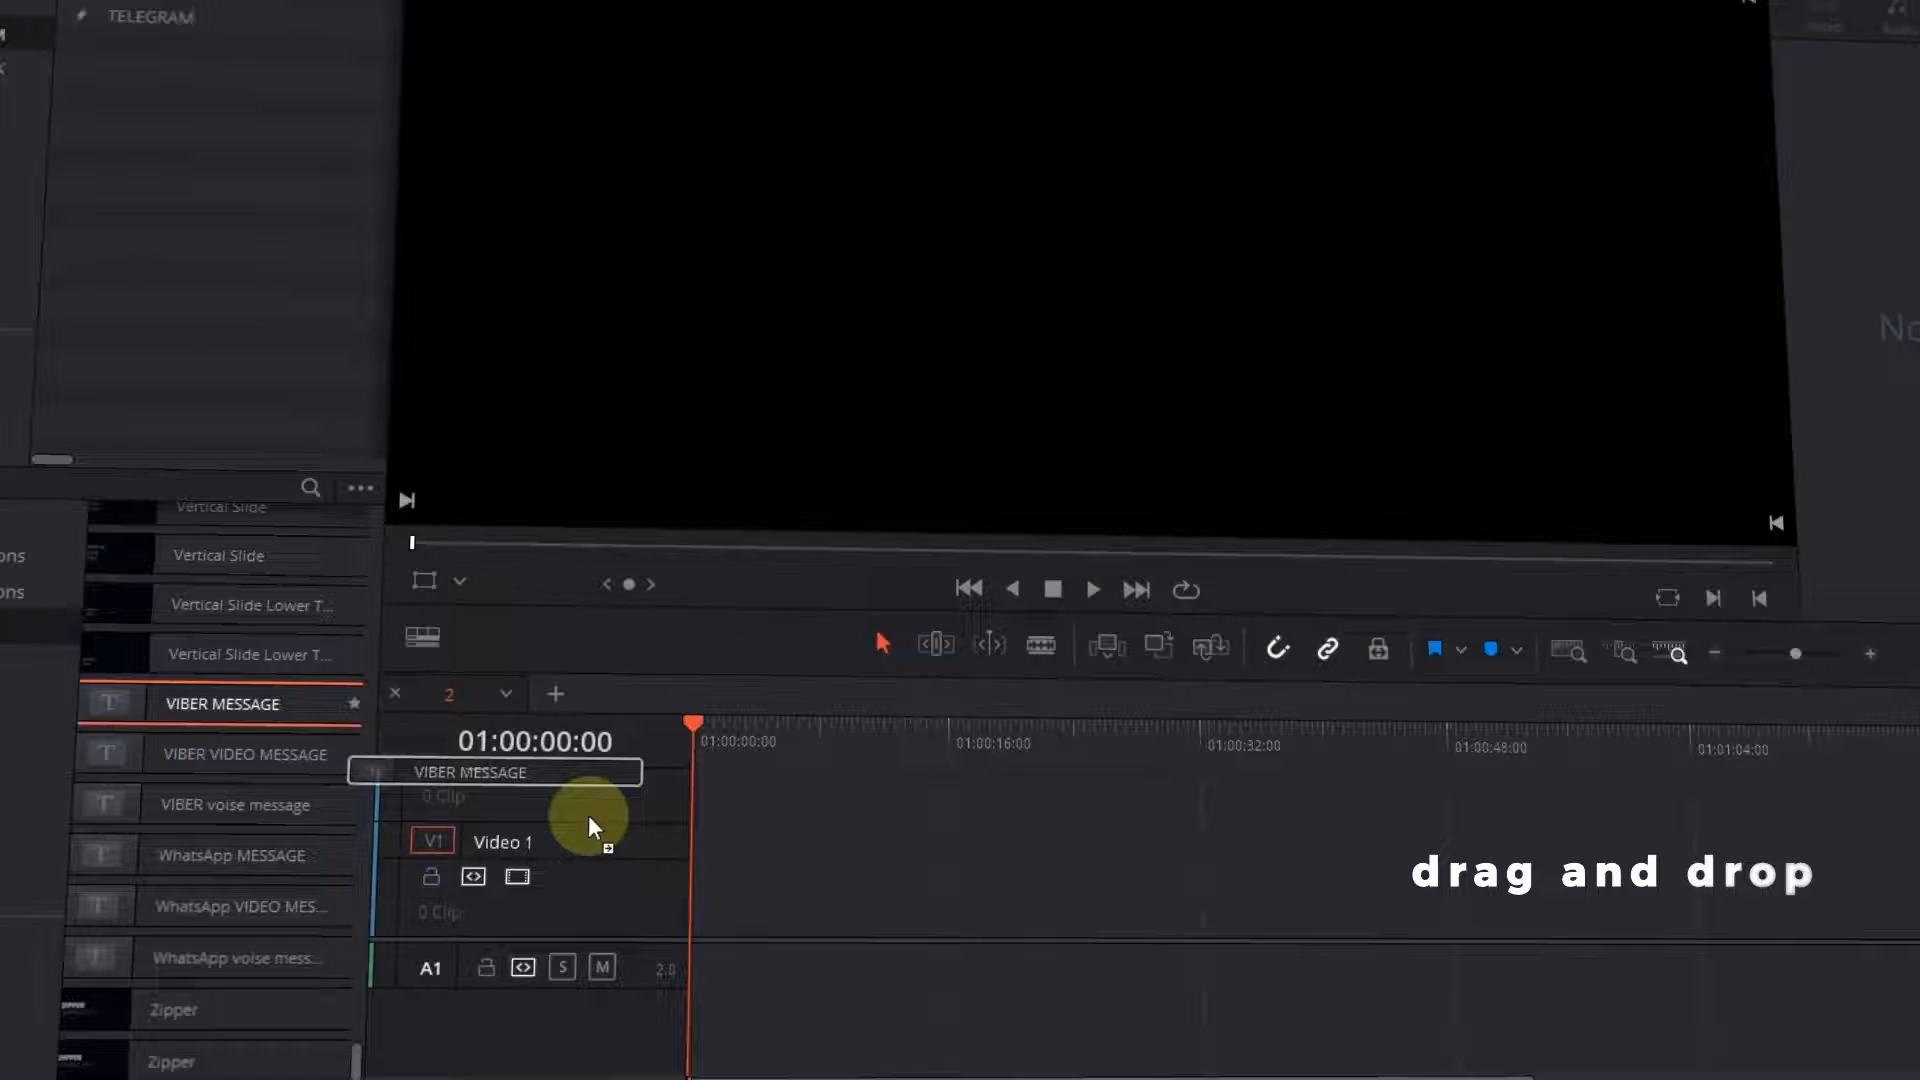 TELEGRAM
No
Vertical Slide
ons
Vertical Slide
ons
Vertical Slide Lower T...
Vertical Slide Lower T...
VIBER MESSAGE
2
01:00:00:00
01:00:00:00
01:00:16:00
01:00:32:00
01:00:48:00
01:01:04:00
VIBER VIDEO MESSAGE
VIBER MESSAGE
0 Clip
VIBER voise message
V1
Video 1
WhatsApp MESSAGE
drag and drop
WhatsApp VIDEO MES...
0 Clip
WhatsApp voise mess...
A1
S
M
2.0
Zipper
Zipper